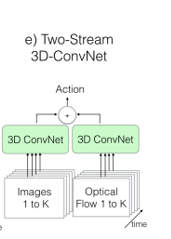 e) Two-Stream
3D-ConvNet
Action
+
3D ConvNet 3D ConvNet
Images
1 to K
Optical
Flow 1 to K
time